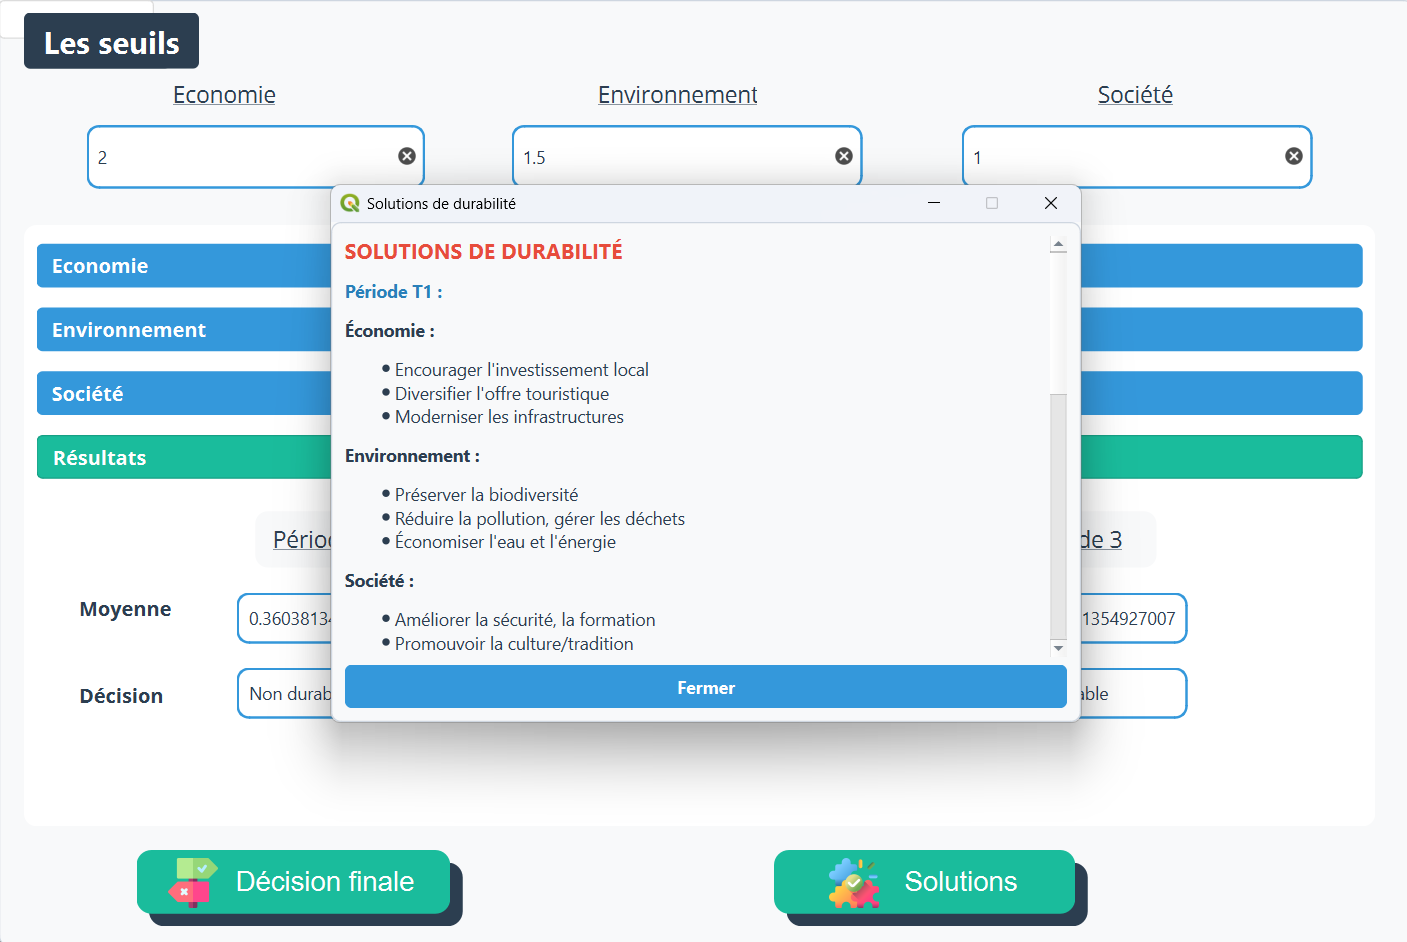 Les seuils
Economie
Environnement
Société
2
1.5
1
Solutions de durabilité
SOLUTIONS DE DURABILITÉ
Période T1 :
Économie :
Encourager l'investissement local
Diversifier l'offre touristique
Moderniser les infrastructures
Environnement :
Préserver la biodiversité
Réduire la pollution, gérer les déchets
Économiser l'eau et l'énergie
Société :
Améliorer la sécurité, la formation
Promouvoir la culture/tradition
Fermer
Economie
Environnement
Société
Résultats
de 3
Moyenne
0.3603813
1354927007
Décision
Non durab
able
Décision finale
Solutions